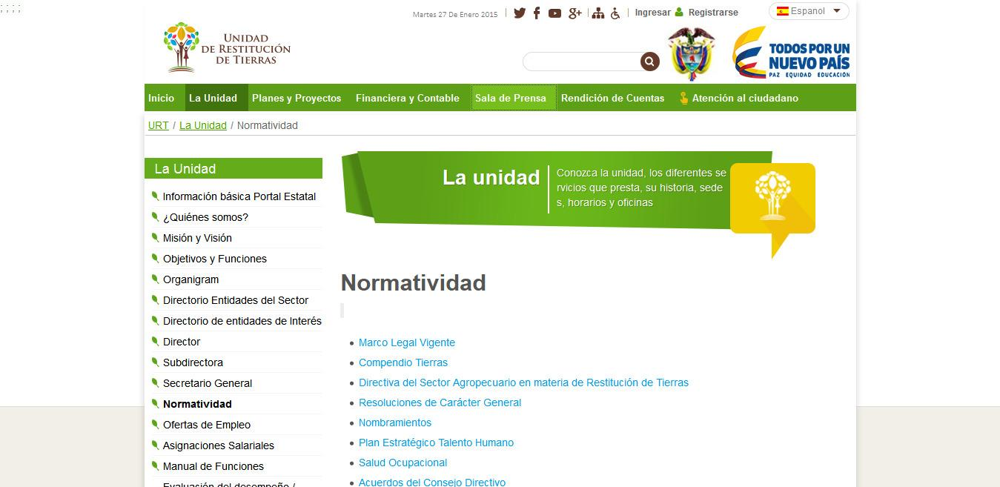 ; ; ; ;
Martes 27 De Enero 2015
Ingresar
Registrarse
Espanol
UNIDAD
DE RESTITUCIÓN
DE TIERRAS
TODOS POR UN
NUEVO PAÍS
PAZ EQUIDAD EDUCACIÓN
Inicio
La Unidad
Planes y Proyectos
Financiera y Contable
Sala de Prensa
Rendición de Cuentas
Atención al ciudadano
URT / La Unidad / Normatividad
La Unidad
Información básica Portal Estatal
¿Quiénes somos?
Misión y Visión
Objetivos y Funciones
Organigram
Directorio Entidades del Sector
Directorio de entidades de Interés
Director
Subdirectora
Secretario General
Normatividad
Ofertas de Empleo
Asignaciones Salariales
Manual de Funciones
Evaluación del desempeño /
La unidad
Conozca la unidad, los diferentes se
rvicios que presta, su historia, sede
s, horarios y oficinas
Normatividad
Marco Legal Vigente
Compendio Tierras
Directiva del Sector Agropecuario en materia de Restitución de Tierras
Resoluciones de Carácter General
Nombramientos
Plan Estratégico Talento Humano
Salud Ocupacional
Acuerdos del Consejo Directivo